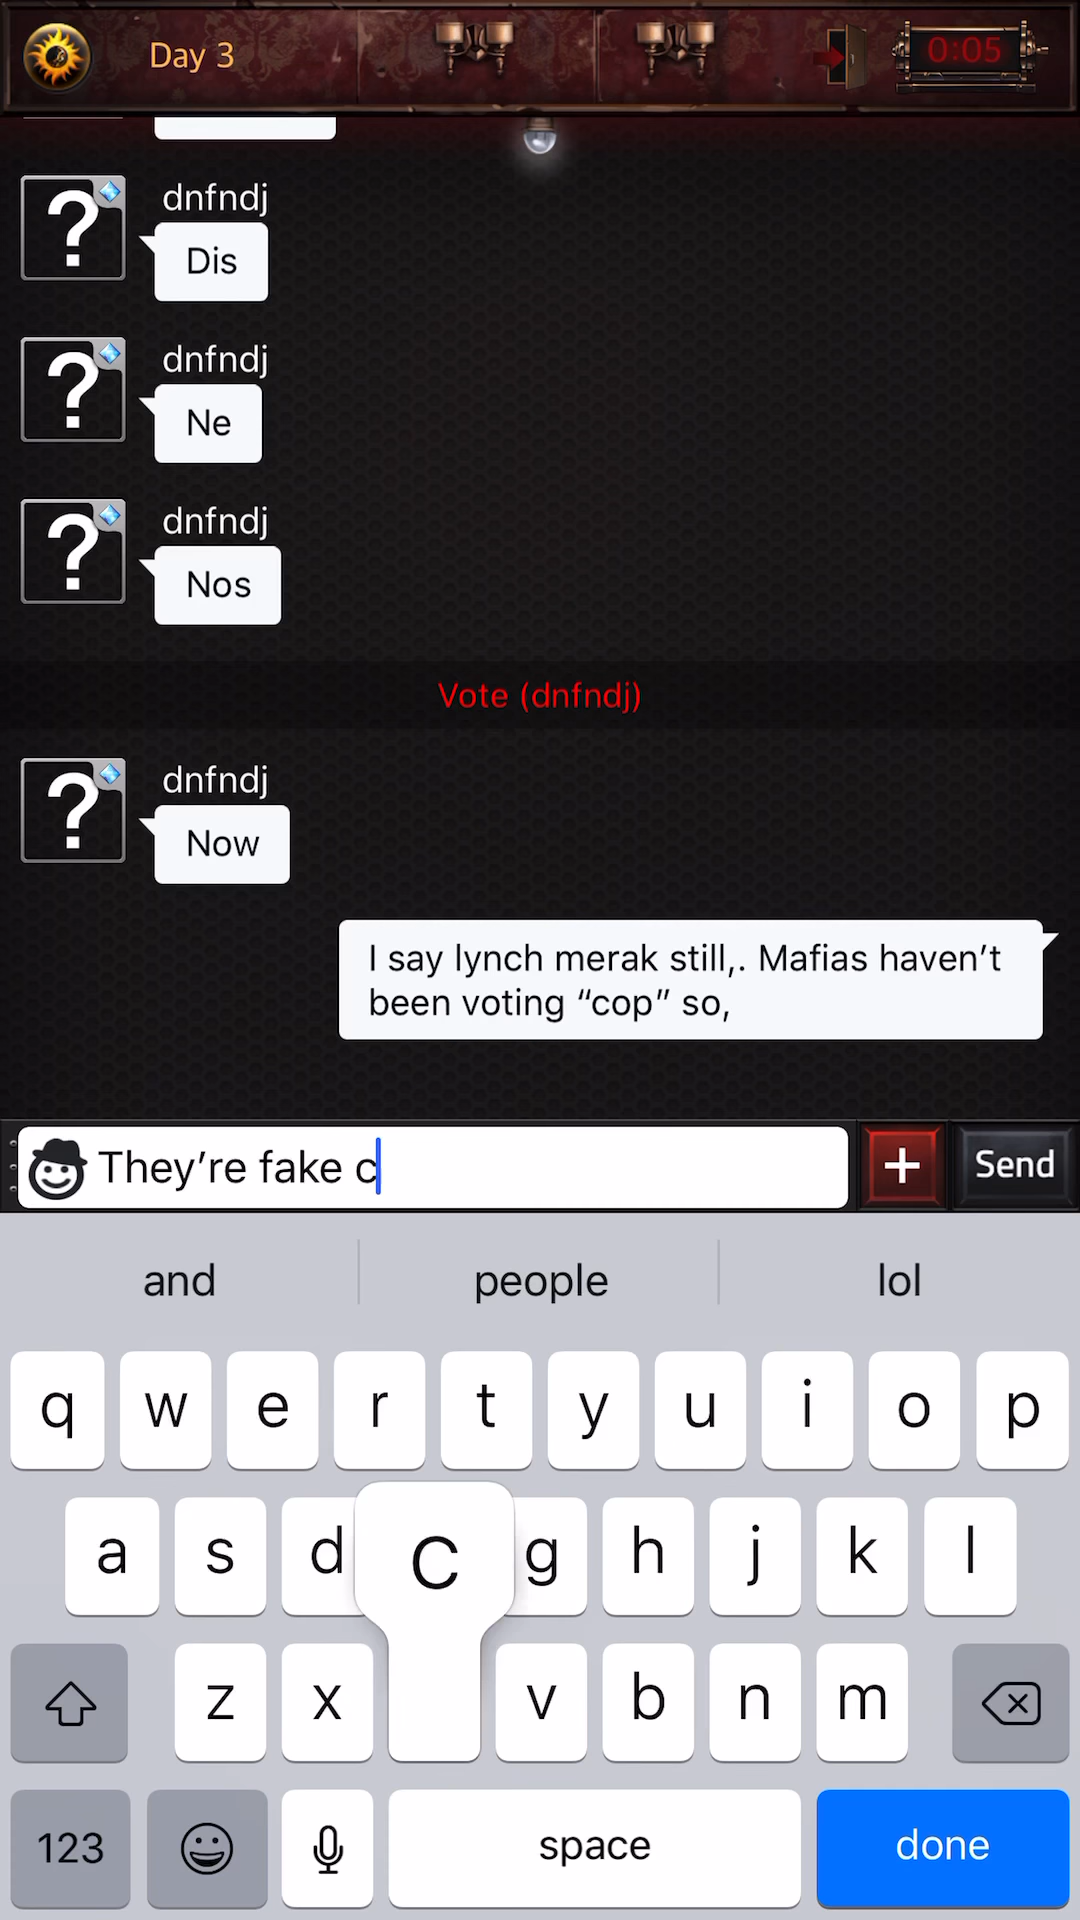 Day 3
0:05
dnfndj
Dis
dnfndj
Ne
dnfndj
Nos
Vote (dnfndj)
dnfndj
Now
I say lynch merak still,. Mafias haven’t
been voting “cop” so,
They’re fake c
+ Send
and people lol
q w e r t y u i o p
a s d c g h j k l
z x v b n m
123 space done